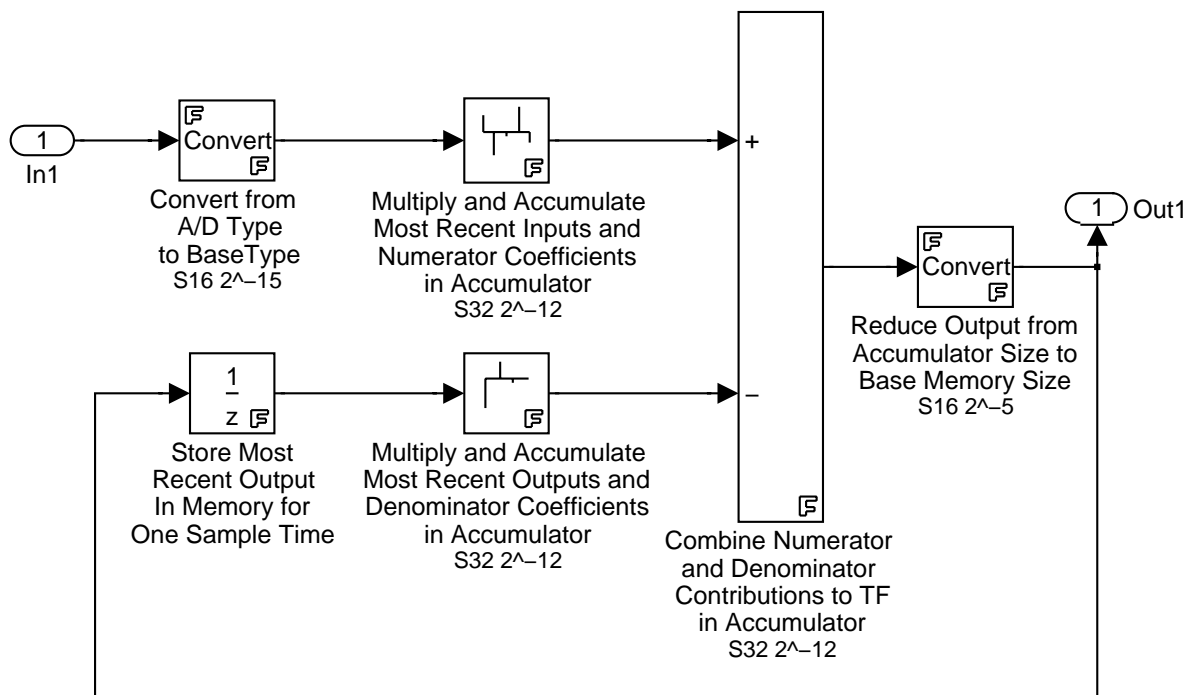 1
In1
F
Convert
F
Convert from
A/D Type
to BaseType
S16 2^–15
F
Multiply and Accumulate
Most Recent Inputs and
Numerator Coefficients
in Accumulator
S32 2^–12
+
–
F
Combine Numerator
and Denominator
Contributions to TF
in Accumulator
S32 2^–12
F
Convert
F
Reduce Output from
Accumulator Size to
Base Memory Size
S16 2^–5
1
Out1
1
z
F
Store Most
Recent Output
In Memory for
One Sample Time
F
Multiply and Accumulate
Most Recent Outputs and
Denominator Coefficients
in Accumulator
S32 2^–12